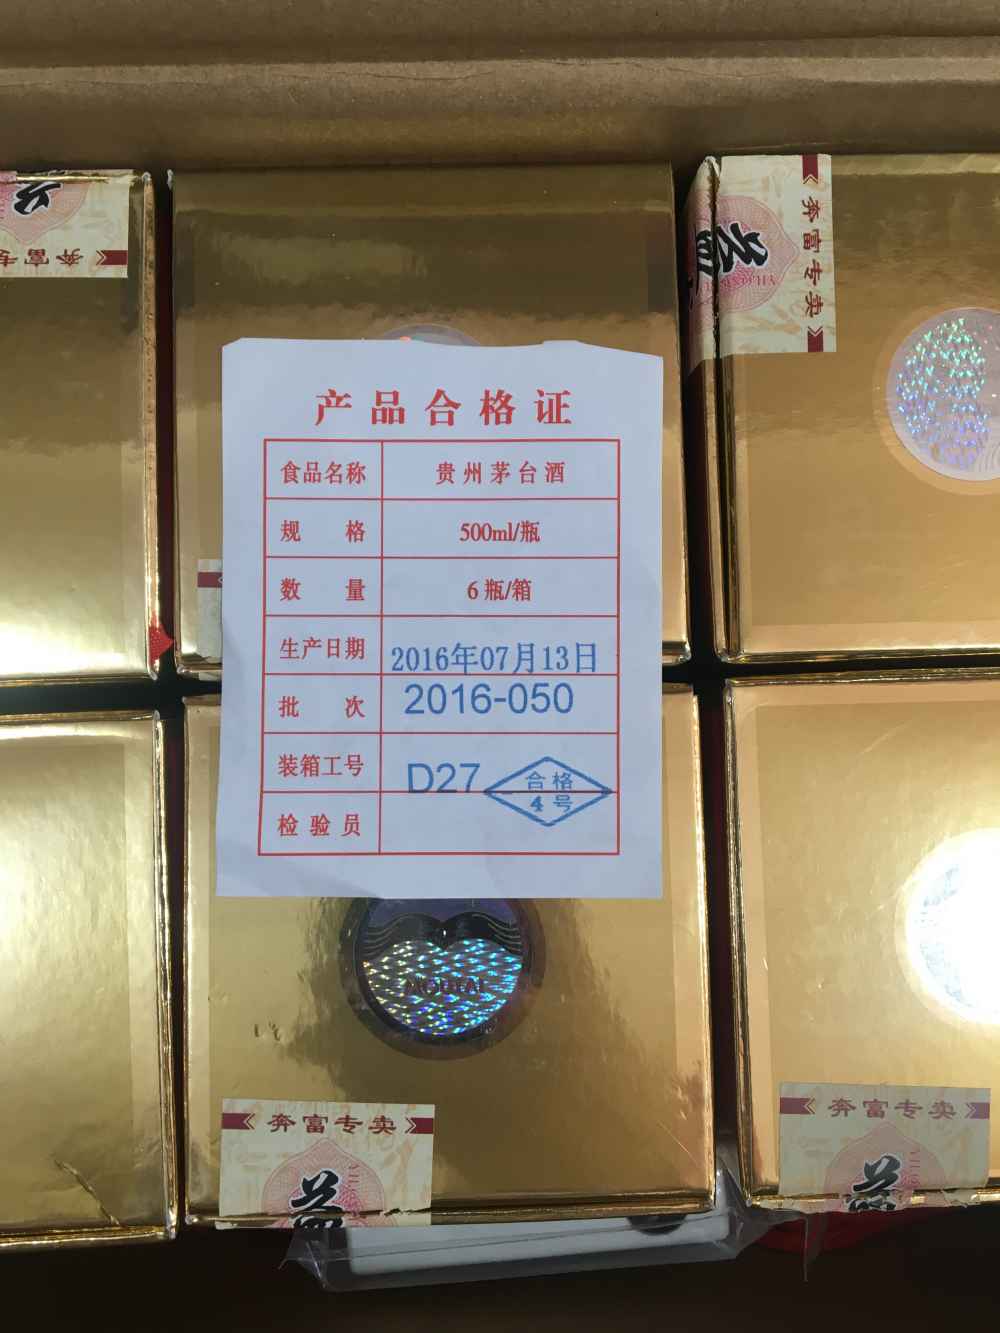 产品合格证
食品名称 贵州茅台酒
规 格 500ml/瓶
数 量 6瓶/箱
生产日期 2016年07月13日
批 次 2016-050
装箱工号 D27
检验员
合格
4号
奔富专
奔富专卖
MOUTAI
奔富专卖
益
奔富专卖
益